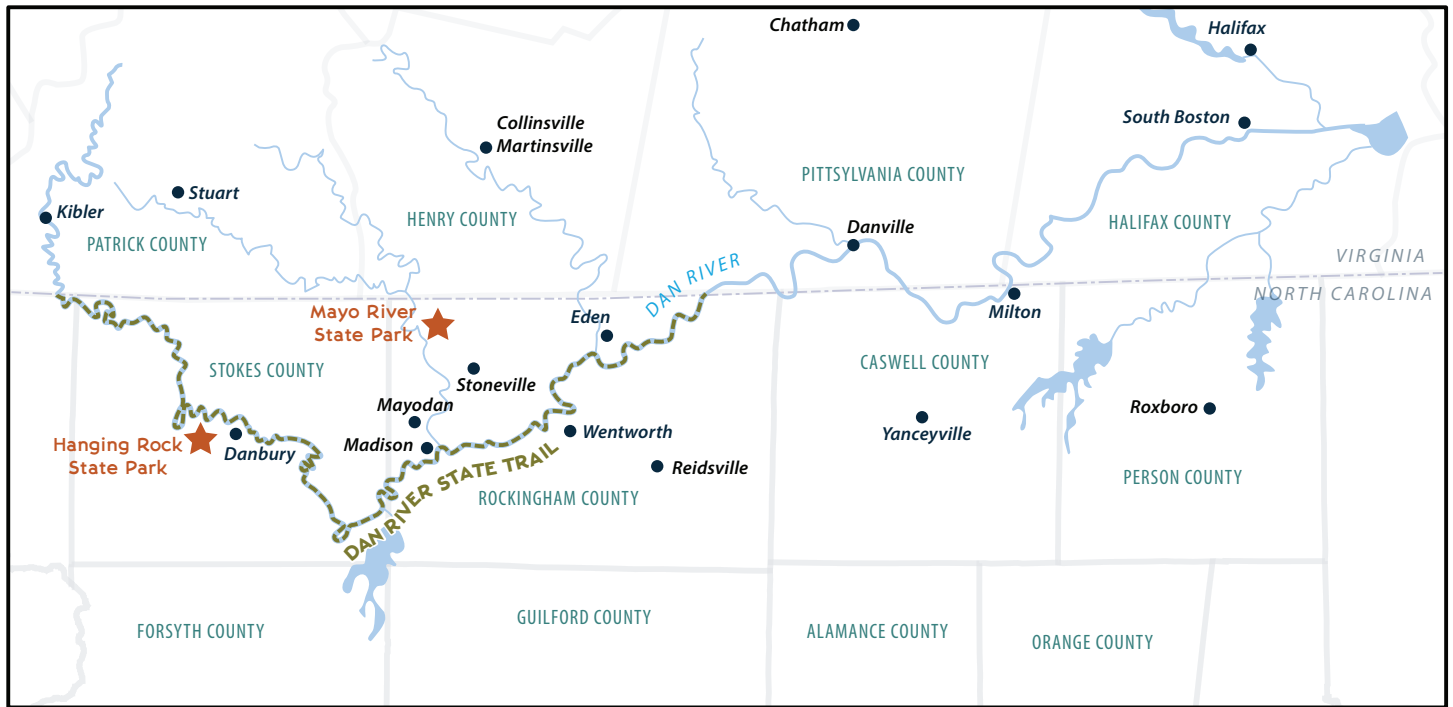 Chatham
Halifax
Collinsville
Martinsville
South Boston
PITTSYLVANIA COUNTY
Stuart
Kibler
HENRY COUNTY
HALIFAX COUNTY
PATRICK COUNTY
Danville
VIRGINIA
DAN RIVER
NORTH CAROLINA
Mayo River
State Park
Eden
Milton
STOKES COUNTY
CASWELL COUNTY
Stoneville
Mayodan
Roxboro
Hanging Rock
State Park
Danbury
Madison
Wentworth
Yanceyville
DAN RIVER STATE TRAIL
Reidsville
PERSON COUNTY
ROCKINGHAM COUNTY
FORSYTH COUNTY
GUILFORD COUNTY
ALAMANCE COUNTY
ORANGE COUNTY